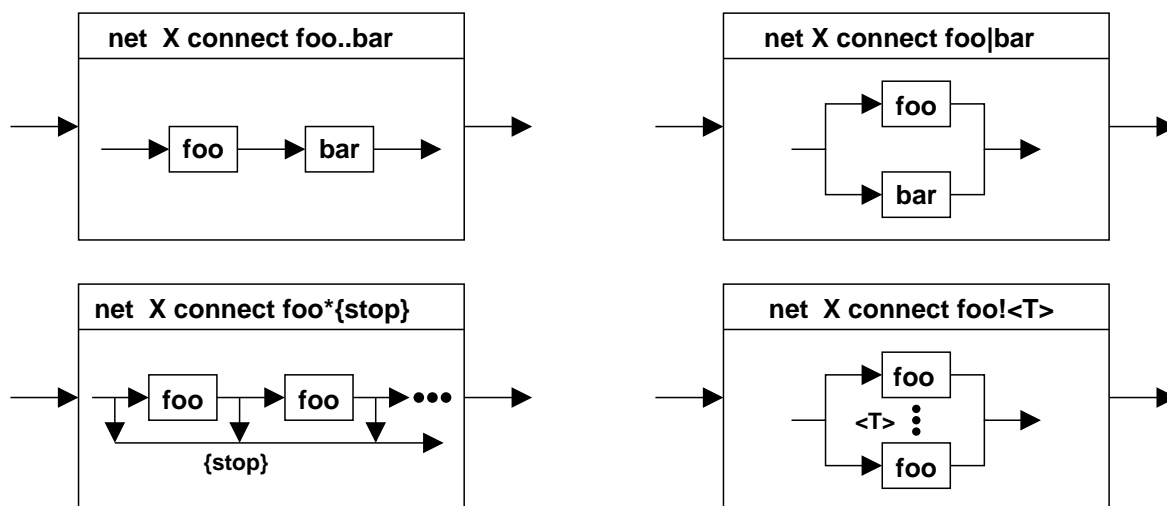 net X connect foo..bar
foo bar
net X connect foo|bar
foo
bar
net X connect foo*{stop}
foo foo
{stop}
net X connect foo!<T>
foo
<T>
foo